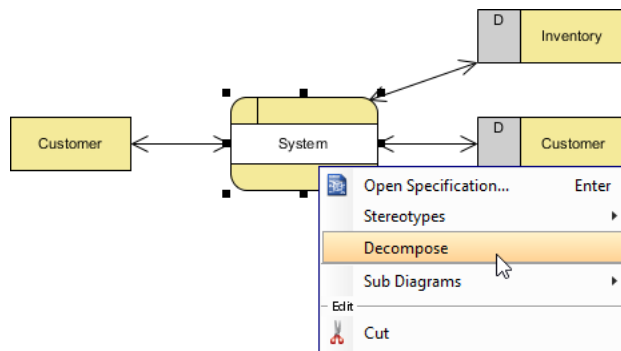 D
Inventory
Customer
System
D
Customer
Open Specification... Enter
Stereotypes
Decompose
Sub Diagrams
Edit
Cut